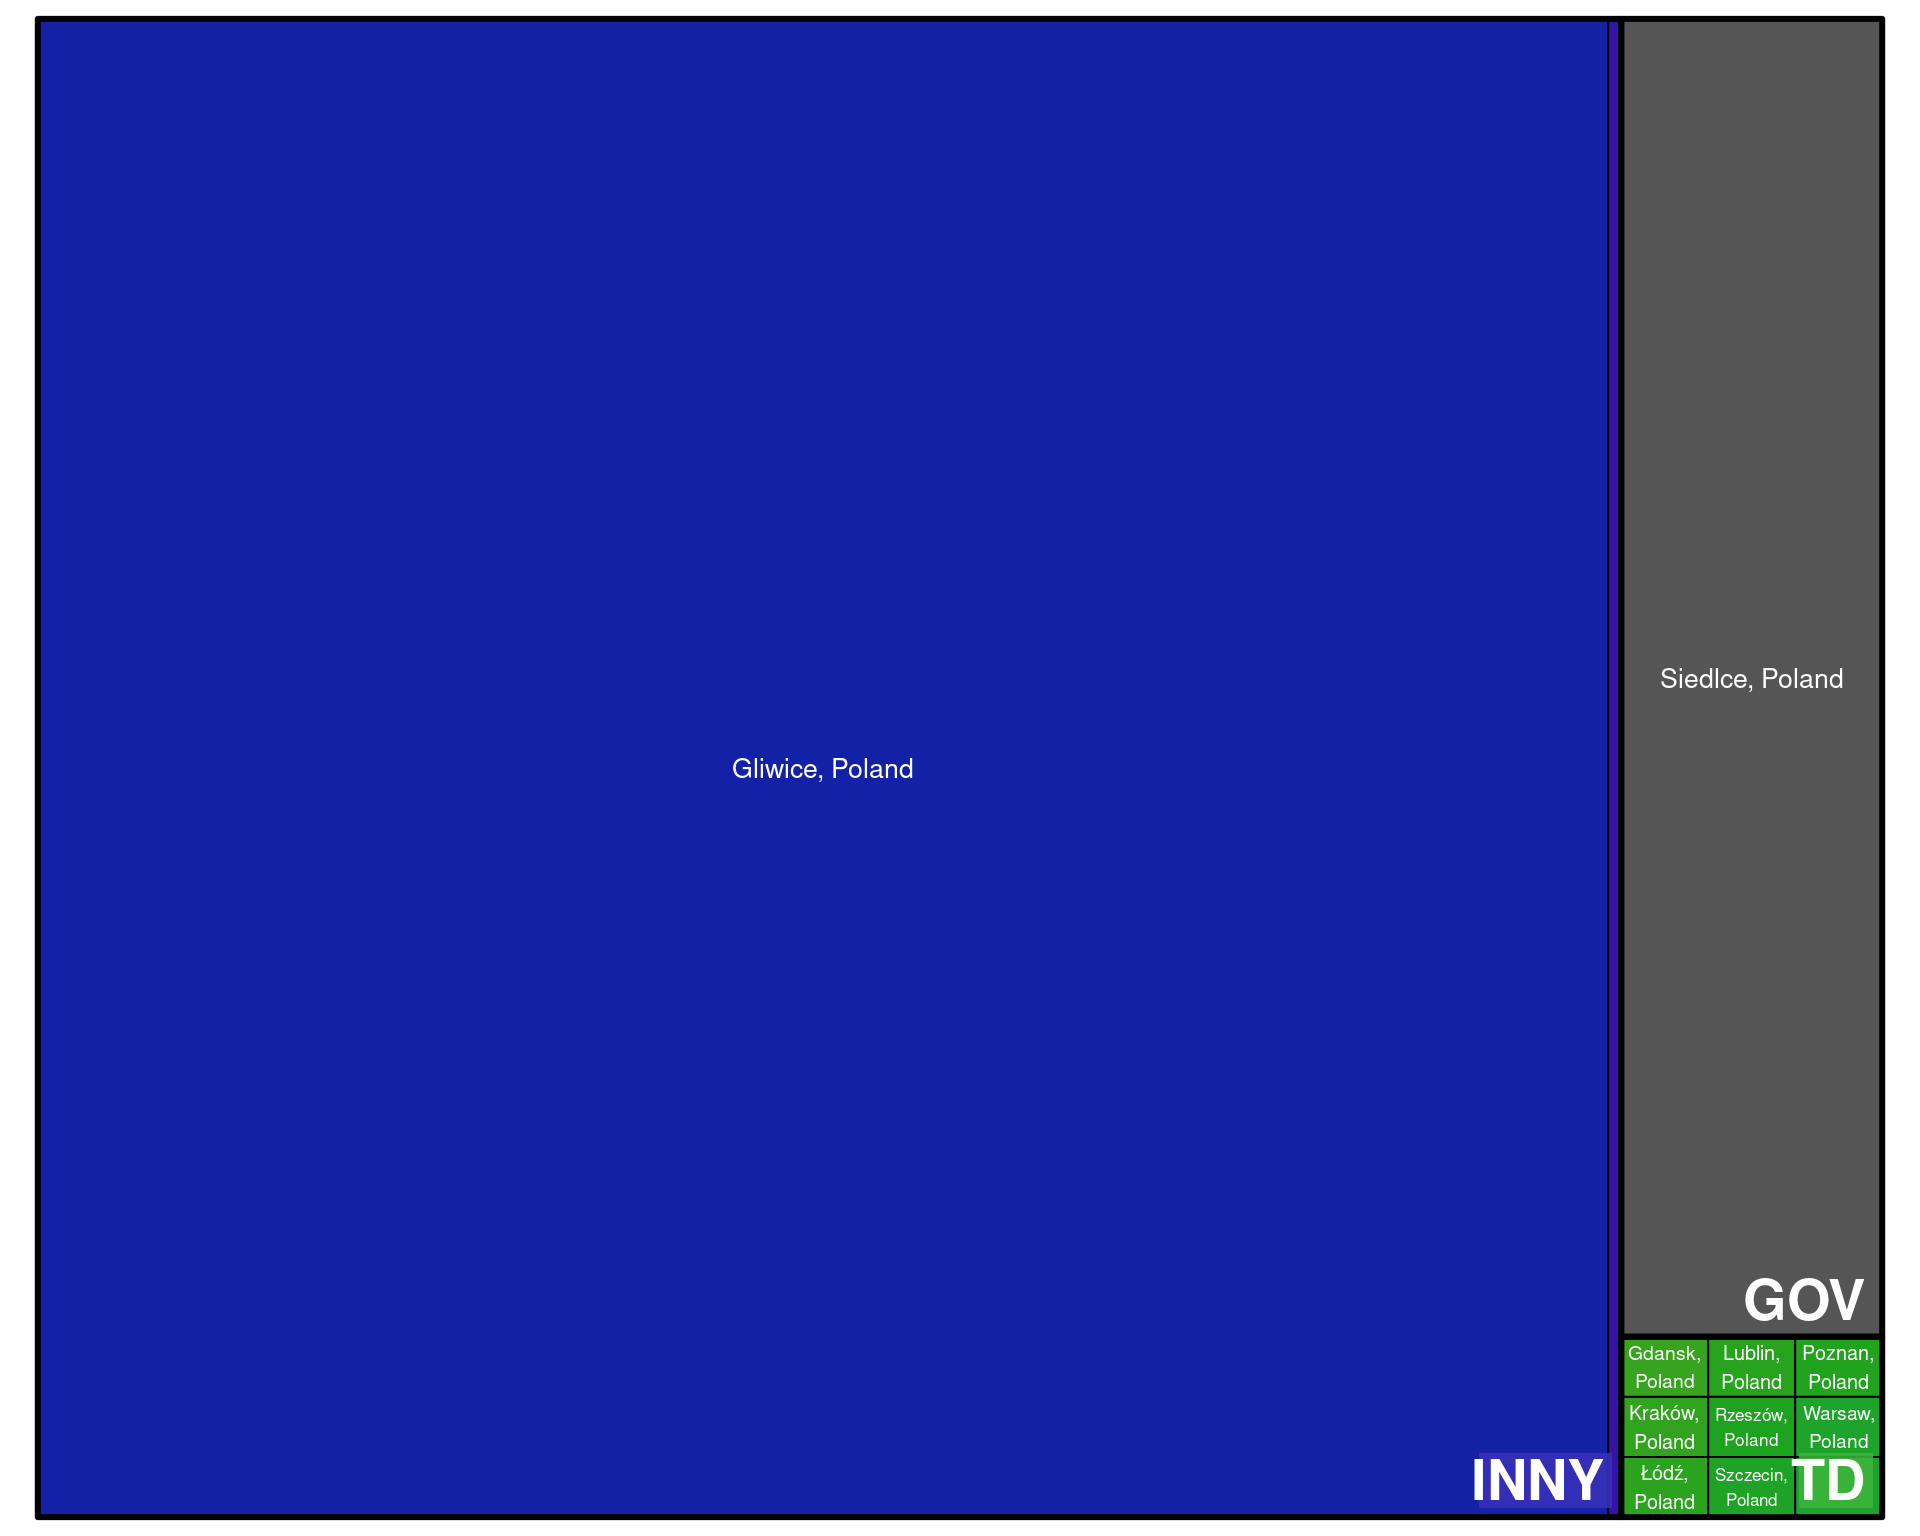 Gliwice, Poland
INNY
Siedlce, Poland
GOV
Gdansk,
Poland
Lublin,
Poland
Poznan,
Poland
Kraków,
Poland
Rzeszów,
Poland
Warsaw,
Poland
Łódź,
Poland
Szczecin,
Poland
TD